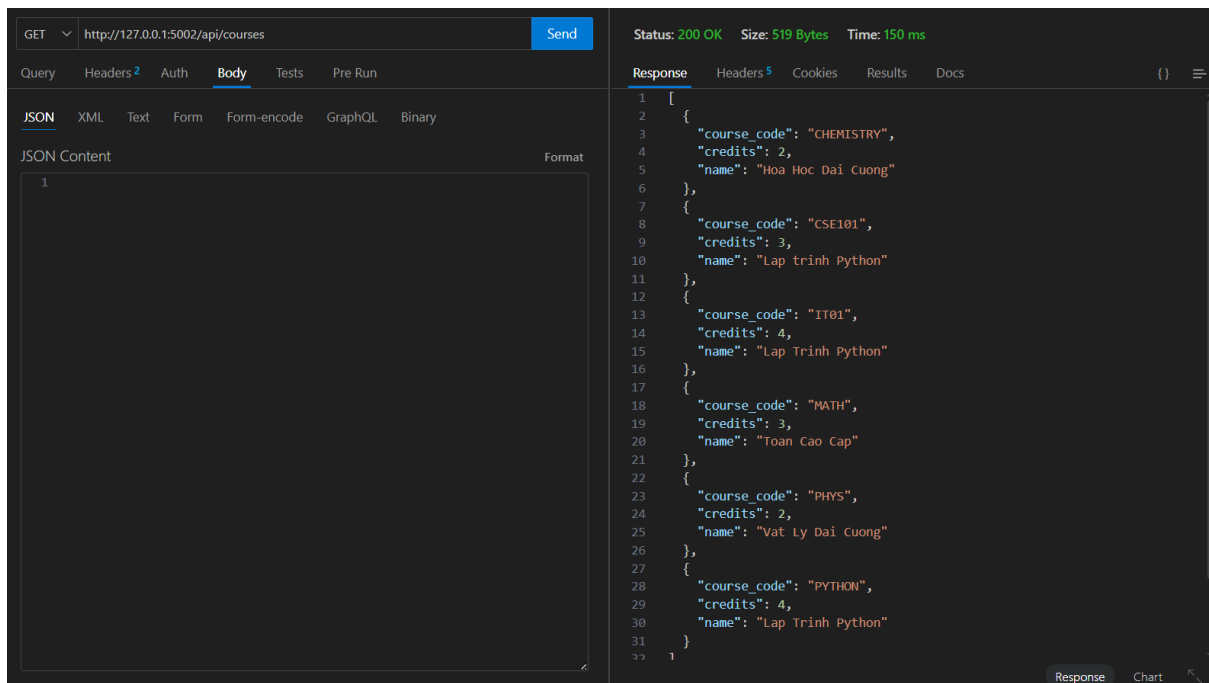 GET http://127.0.0.1:5002/api/courses Send
Query Headers 2 Auth Body Tests Pre Run
JSON XML Text Form Form-encode GraphQL Binary
JSON Content Format
1
Status: 200 OK Size: 519 Bytes Time: 150 ms
Response Headers 5 Cookies Results Docs {}
1 [
2 {
3 "course_code": "CHEMISTRY",
4 "credits": 2,
5 "name": "Hoa Hoc Dai Cuong"
6 },
7 {
8 "course_code": "CSE101",
9 "credits": 3,
10 "name": "Lap trinh Python"
11 },
12 {
13 "course_code": "IT01",
14 "credits": 4,
15 "name": "Lap Trinh Python"
16 },
17 {
18 "course_code": "MATH",
19 "credits": 3,
20 "name": "Toan Cao Cap"
21 },
22 {
23 "course_code": "PHYS",
24 "credits": 2,
25 "name": "Vat Ly Dai Cuong"
26 },
27 {
28 "course_code": "PYTHON",
29 "credits": 4,
30 "name": "Lap Trinh Python"
31 }
32 ]
Response Chart